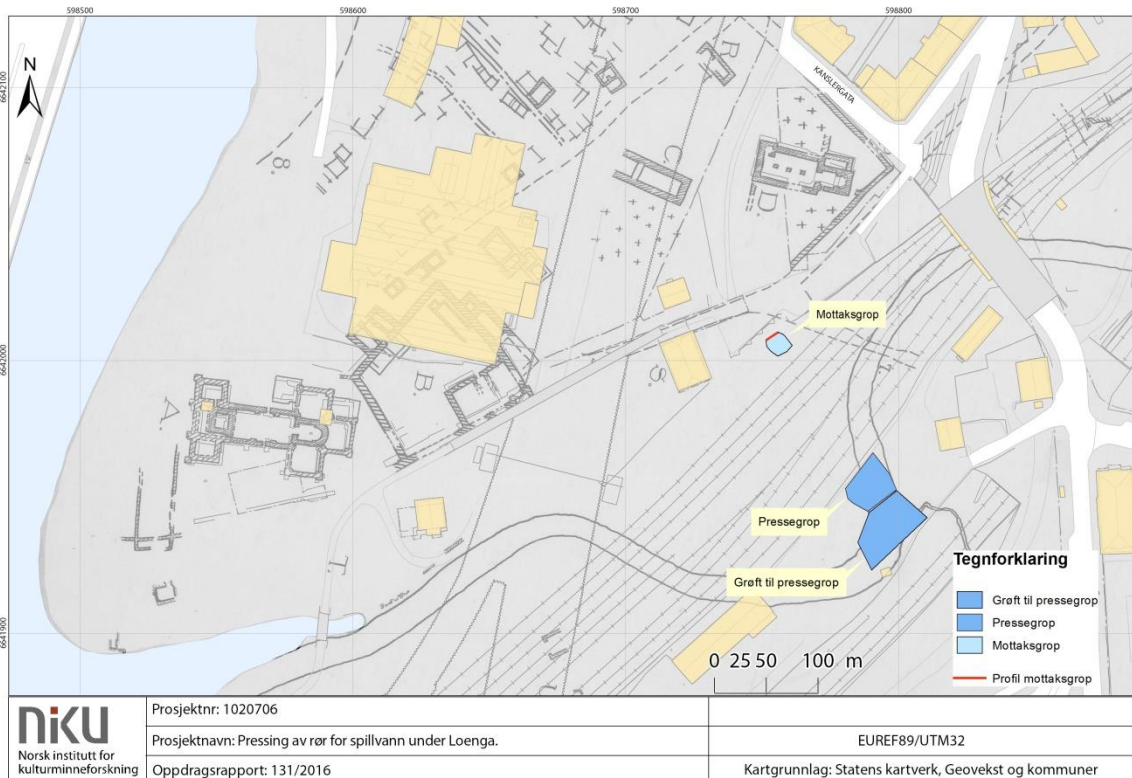 598500
598600
598700
598800
6642100
6642000
6641900
N
KANSLERGATA
Mottaksgrop
Pressegrop
Grøft til pressegrop
A
B
C
D
8.
T
Tegnforklaring
Grøft til pressegrop
Pressegrop
Mottaksgrop
Profil mottaksgrop
0 25 50 100 m
niku
Norsk institutt for
kulturminneforskning
Prosjektnr: 1020706
Prosjektnavn: Pressing av rør for spillvann under Loenga.
Oppdragsrapport: 131/2016
EUREF89/UTM32
Kartgrunnlag: Statens kartverk, Geovekst og kommuner